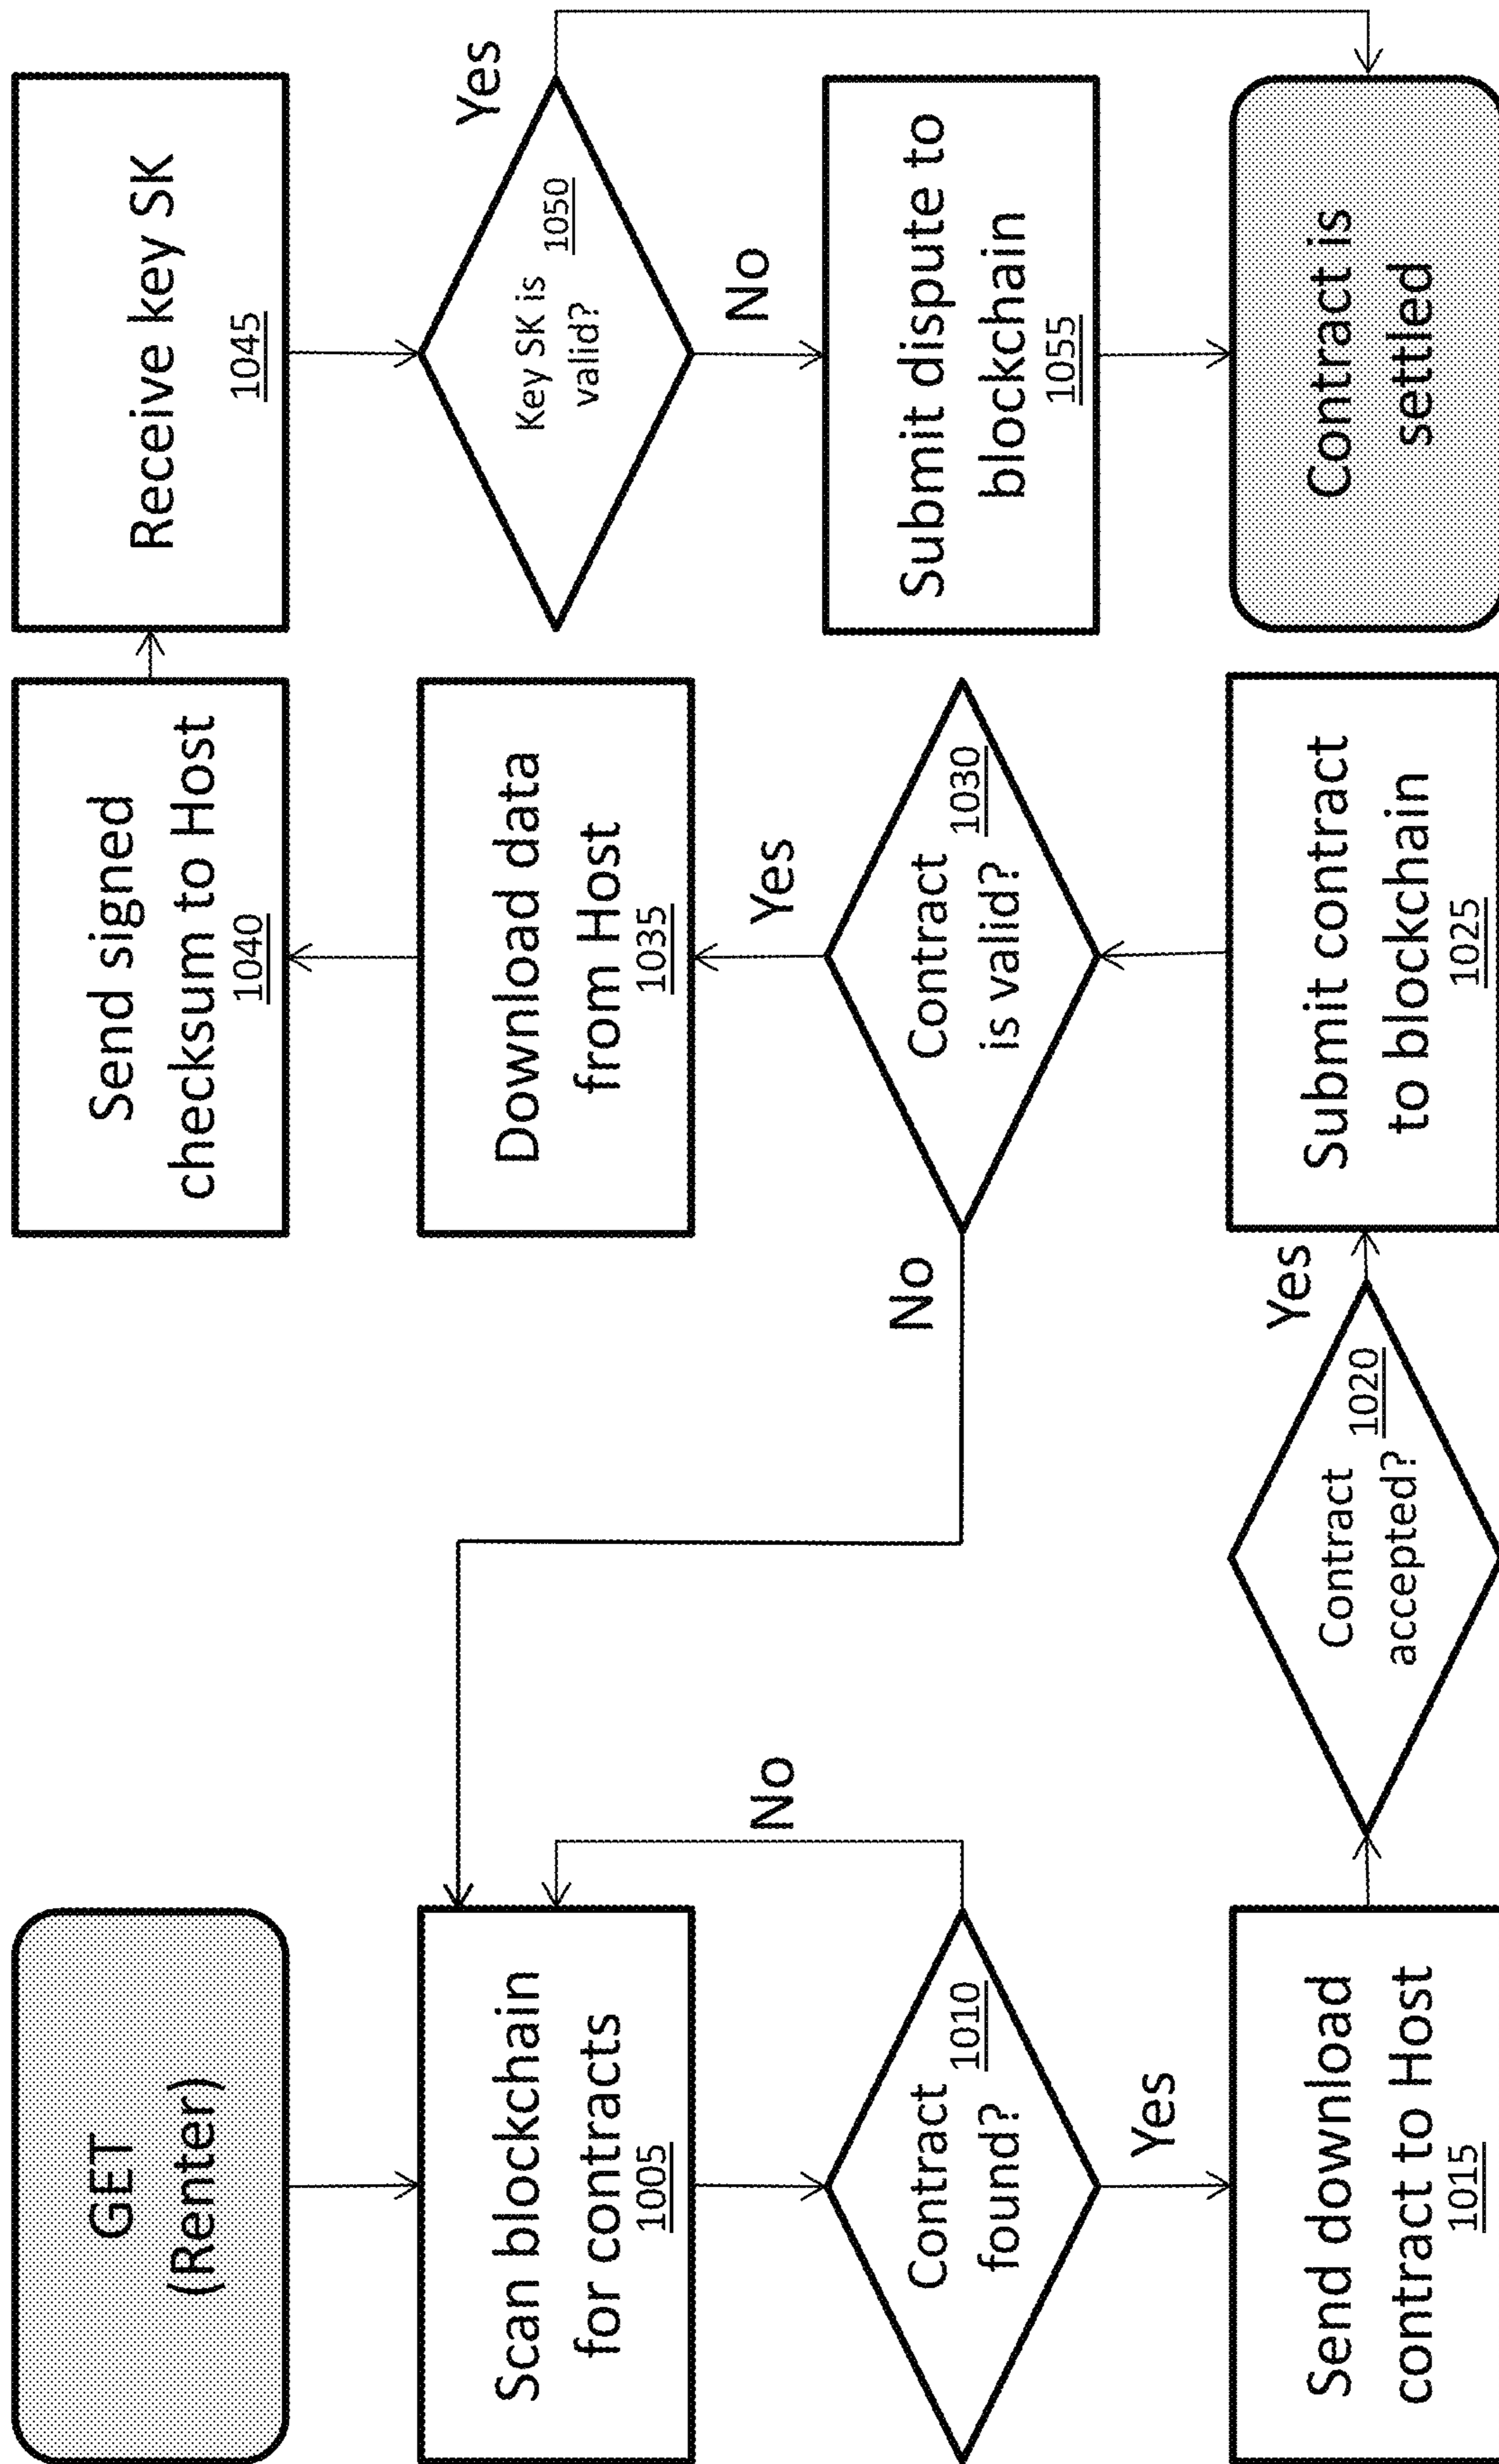 GET
(Renter)
Scan blockchain
for contracts
1005
Contract
found?
1010
No
Yes
Send download
contract to Host
1015
Contract
accepted?
1020
Yes
Submit contract
to blockchain
1025
Contract
is valid?
1030
No
Yes
Download data
from Host
1035
Send signed
checksum to Host
1040
Receive key SK
1045
Key SK is
valid?
1050
Yes
No
Submit dispute to
blockchain
1055
Contract is
settled